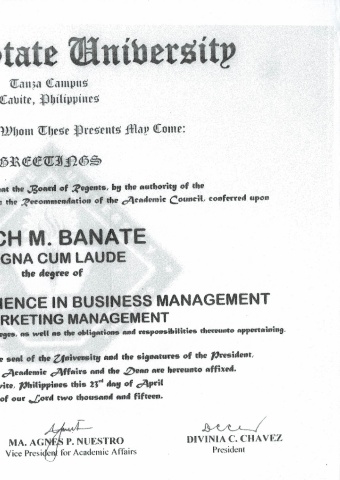 State University
Tanza Campus
Cavite, Philippines
Whom These Presents May Come:
GREETINGS
at the Board of Regents, by the authority of the
the Recommendation of the Academic Council, conferred upon
CH M. BANATE
GNA CUM LAUDE
the degree of
IENCE IN BUSINESS MANAGEMENT
RKETING MANAGEMENT
eges, as well as the obligations and responsibilities thereunto appertaining.
e seal of the University and the signatures of the President,
Academic Affairs and the Dean are hereunto affixed.
vite, Philippines this 23rd day of April
of our Lord two thousand and fifteen.
MA. AGNES P. NUESTRO
Vice President for Academic Affairs
DIVINIA C. CHAVEZ
President